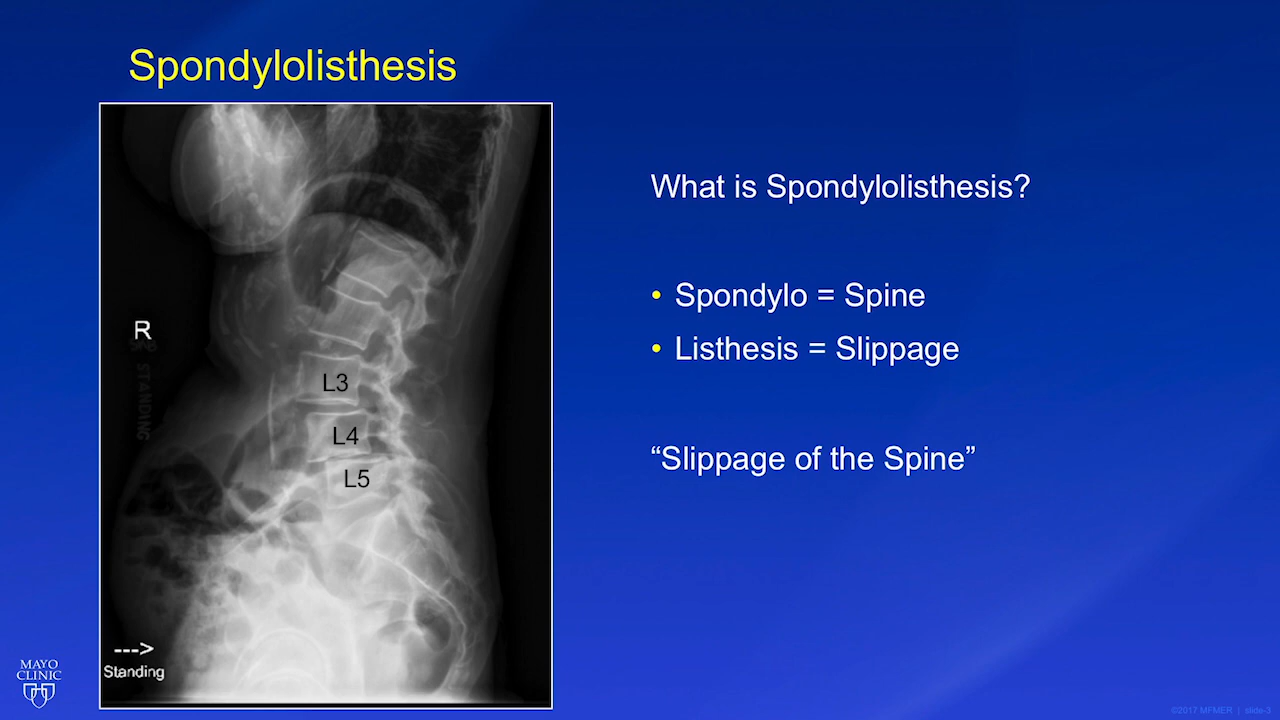 Spondylolisthesis
R
STANDING
L3
L4
L5
--->
Standing
What is Spondylolisthesis?
• Spondylo = Spine
• Listhesis = Slippage
“Slippage of the Spine”
MAYO
CLINIC
©2017 MFMER | slide-3